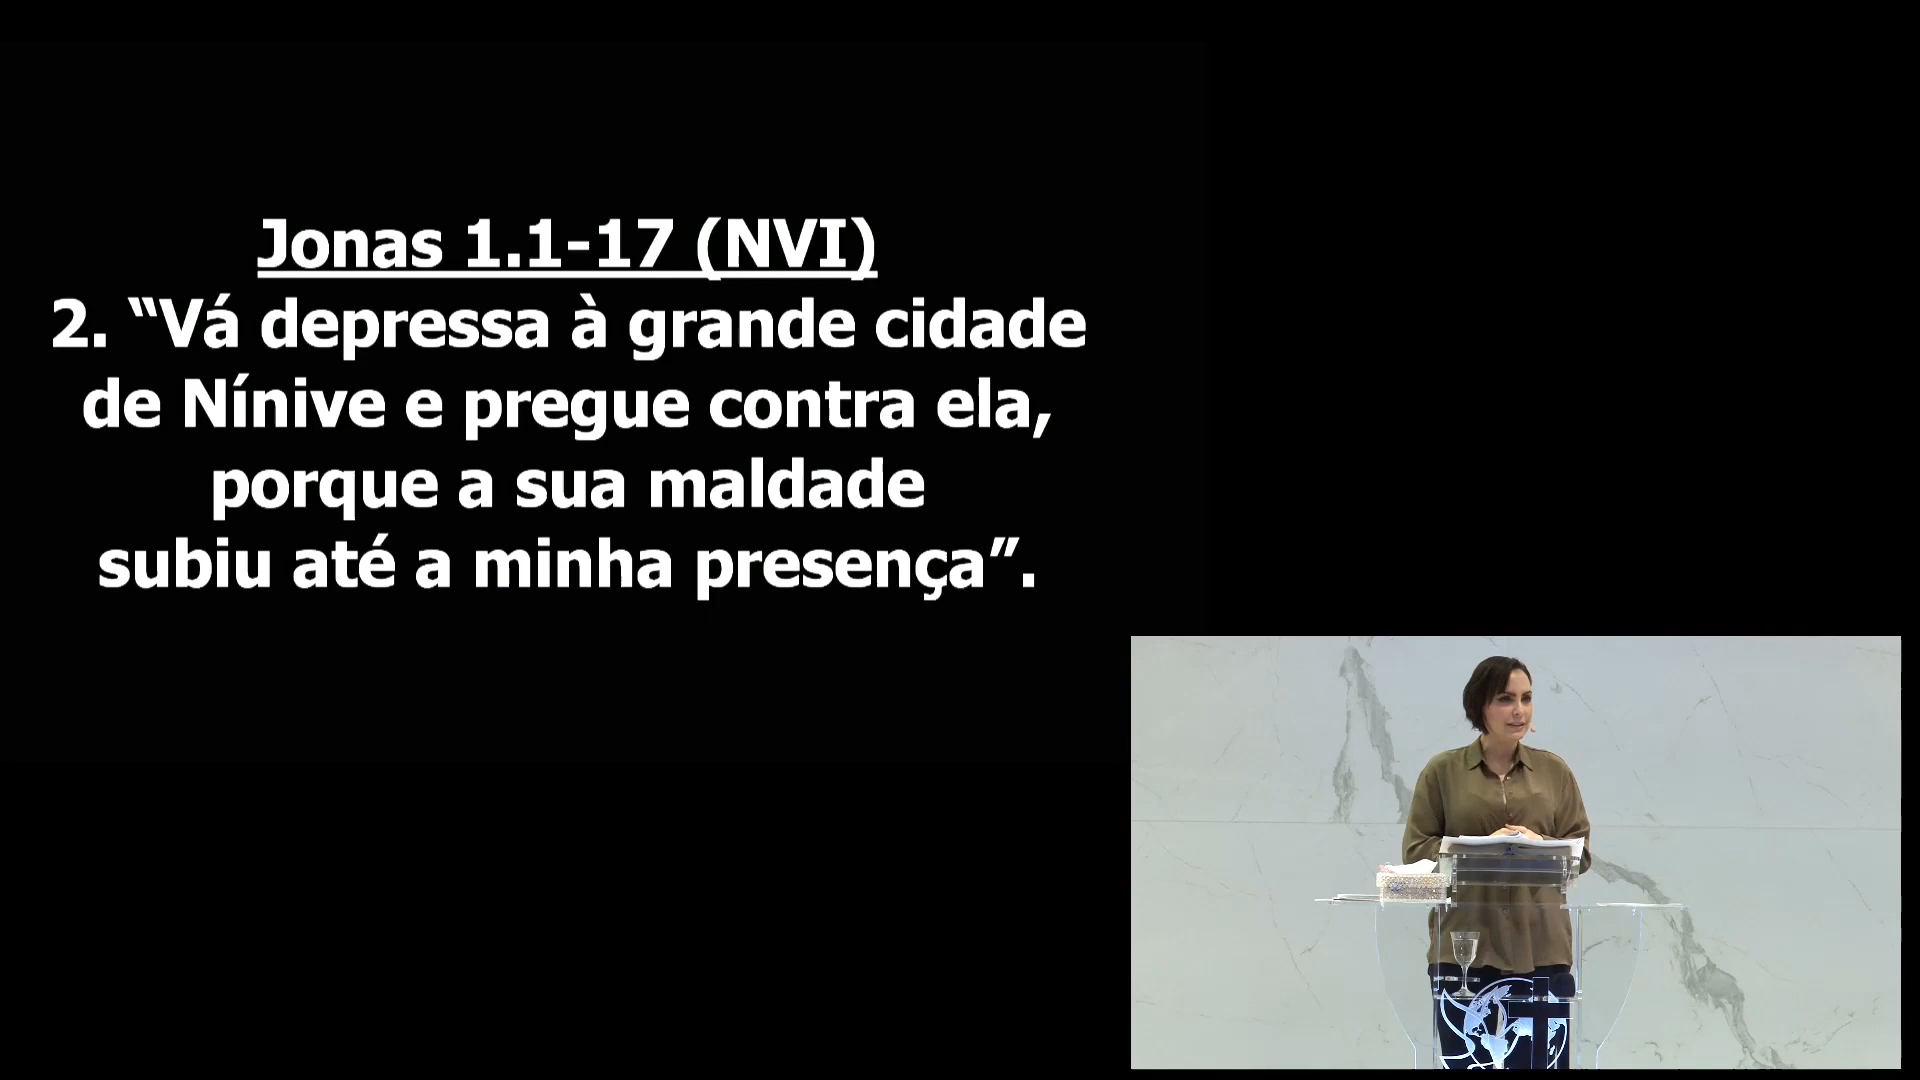 Jonas 1.1-17 (NVI)
2. “Vá depressa à grande cidade
de Nínive e pregue contra ela,
porque a sua maldade
subiu até a minha presença”.